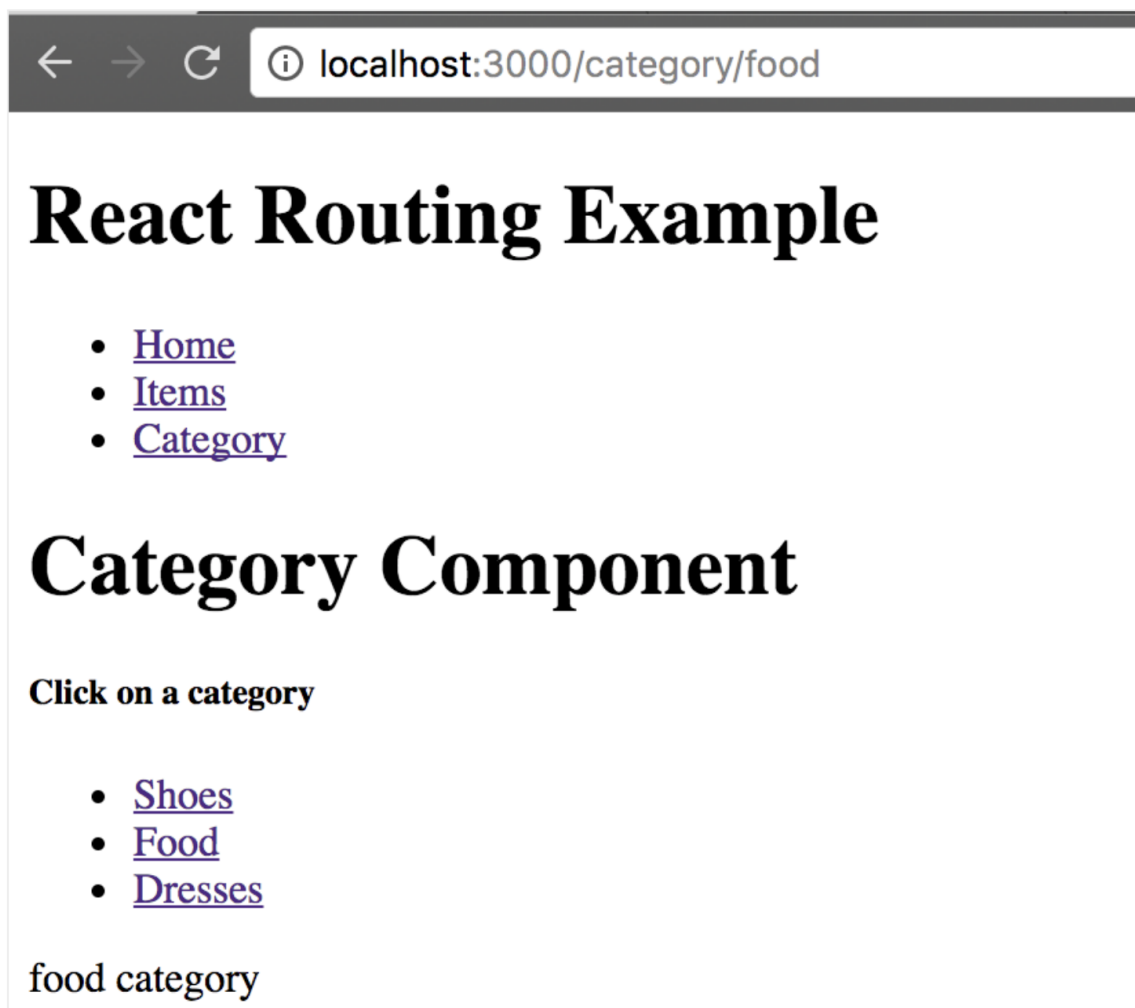 localhost:3000/category/food
React Routing Example
Home
Items
Category
Category Component
Click on a category
Shoes
Food
Dresses
food category